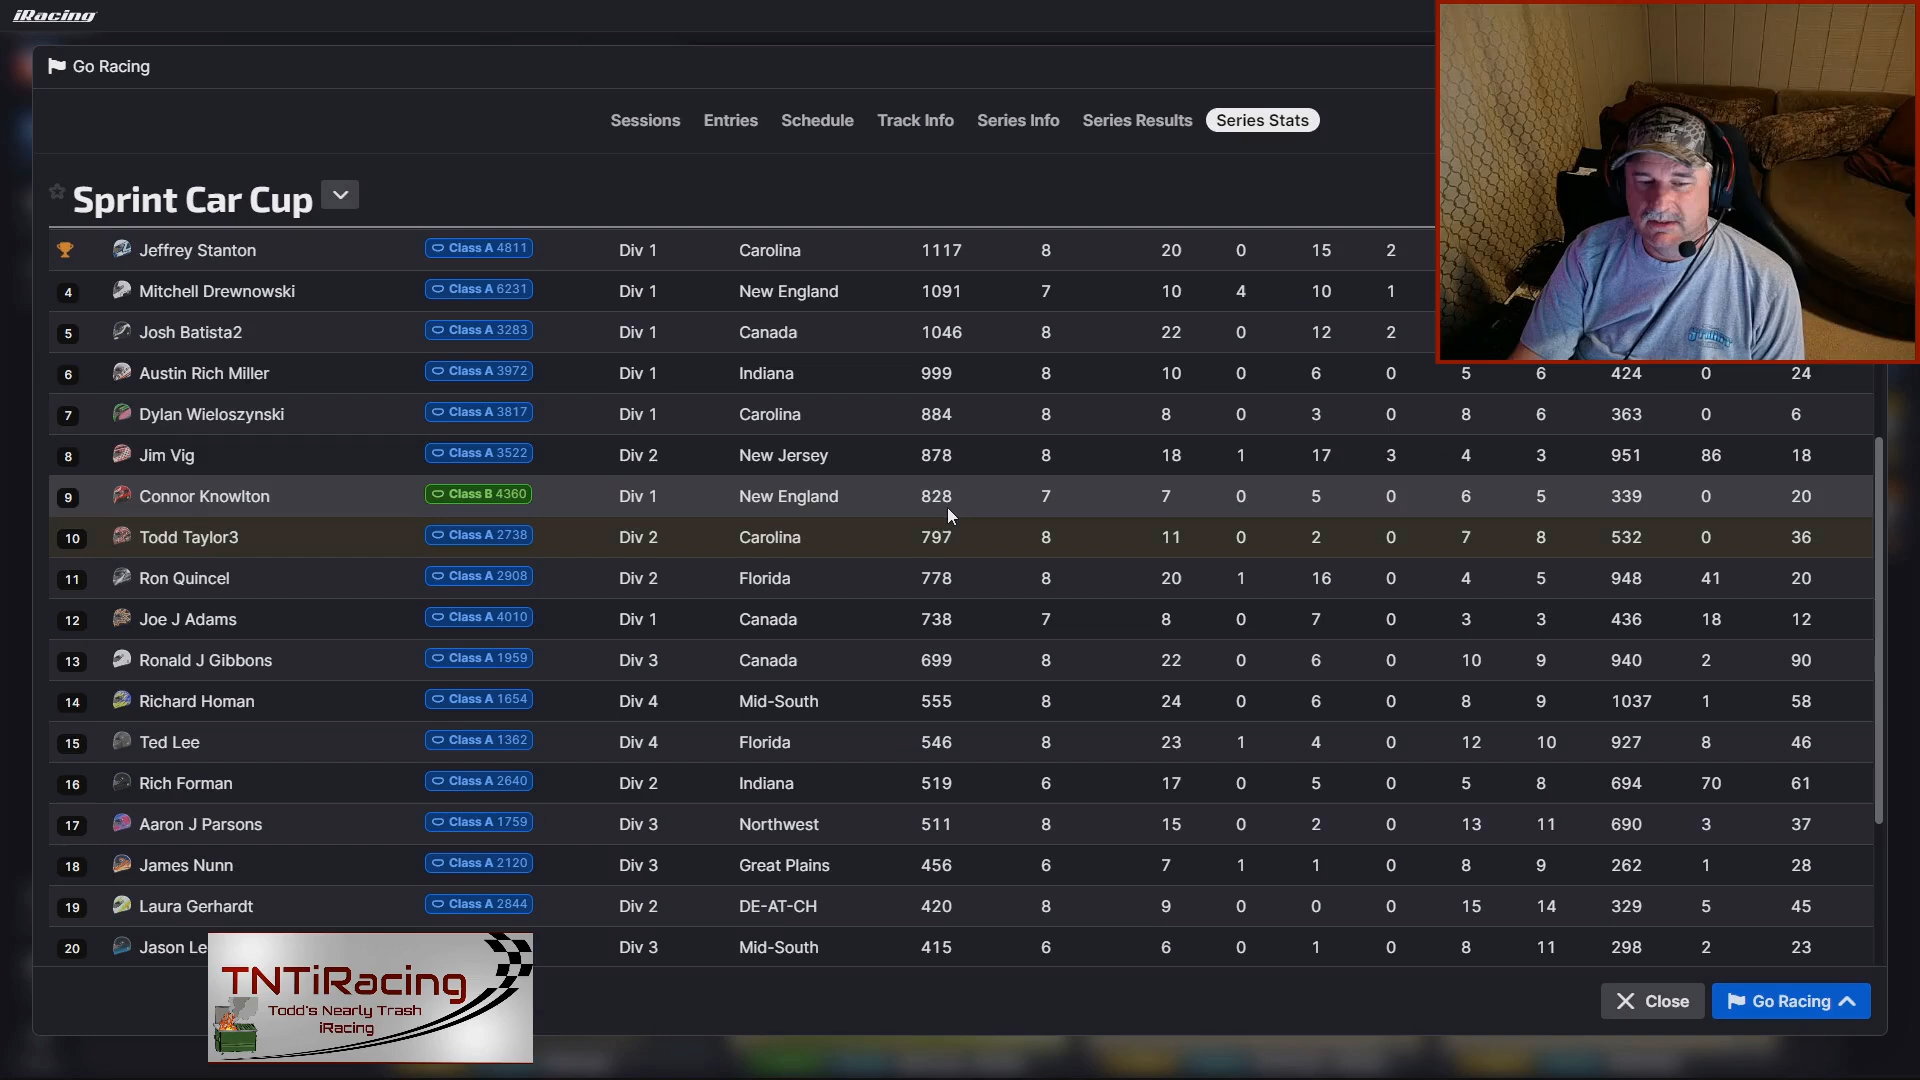 iRacing
Go Racing
Sessions Entries Schedule Track Info Series Info Series Results Series Stats
Sprint Car Cup
Jeffrey Stanton Class A 4811 Div 1 Carolina 1117 8 20 0 15 2
4 Mitchell Drewnowski Class A 6231 Div 1 New England 1091 7 10 4 10 1
5 Josh Batista2 Class A 3283 Div 1 Canada 1046 8 22 0 12 2
6 Austin Rich Miller Class A 3972 Div 1 Indiana 999 8 10 0 6 0 5 6 424 0 24
7 Dylan Wieloszynski Class A 3817 Div 1 Carolina 884 8 8 0 3 0 8 6 363 0 6
8 Jim Vig Class A 3522 Div 2 New Jersey 878 8 18 1 17 3 4 3 951 86 18
9 Connor Knowlton Class B 4360 Div 1 New England 828 7 7 0 5 0 6 5 339 0 20
10 Todd Taylor3 Class A 2738 Div 2 Carolina 797 8 11 0 2 0 7 8 532 0 36
11 Ron Quincel Class A 2908 Div 2 Florida 778 8 20 1 16 0 4 5 948 41 20
12 Joe J Adams Class A 4010 Div 1 Canada 738 7 8 0 7 0 3 3 436 18 12
13 Ronald J Gibbons Class A 1959 Div 3 Canada 699 8 22 0 6 0 10 9 940 2 90
14 Richard Homan Class A 1654 Div 4 Mid-South 555 8 24 0 6 0 8 9 1037 1 58
15 Ted Lee Class A 1362 Div 4 Florida 546 8 23 1 4 0 12 10 927 8 46
16 Rich Forman Class A 2640 Div 2 Indiana 519 6 17 0 5 0 5 8 694 70 61
17 Aaron J Parsons Class A 1759 Div 3 Northwest 511 8 15 0 2 0 13 11 690 3 37
18 James Nunn Class A 2120 Div 3 Great Plains 456 6 7 1 1 0 8 9 262 1 28
19 Laura Gerhardt Class A 2844 Div 2 DE-AT-CH 420 8 9 0 0 0 15 14 329 5 45
20 Jason Le Div 3 Mid-South 415 6 6 0 1 0 8 11 298 2 23
TNTiRacing
Todd's Nearly Trash
iRacing
Close Go Racing